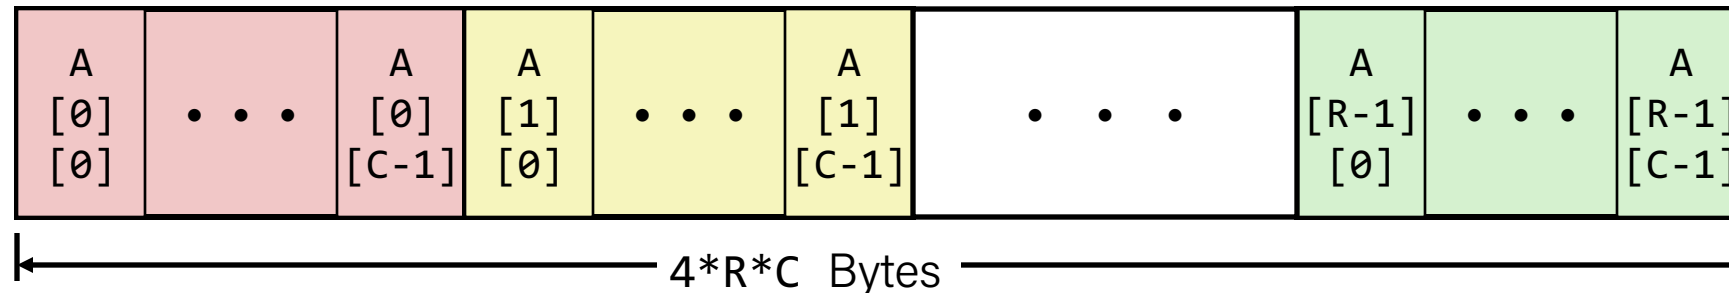 A A A A A A
[0] • • • [0] [1] • • • [1] • • • [R-1] • • • [R-1]
[0] [C-1] [0] [C-1] [0] [C-1]
4*R*C Bytes